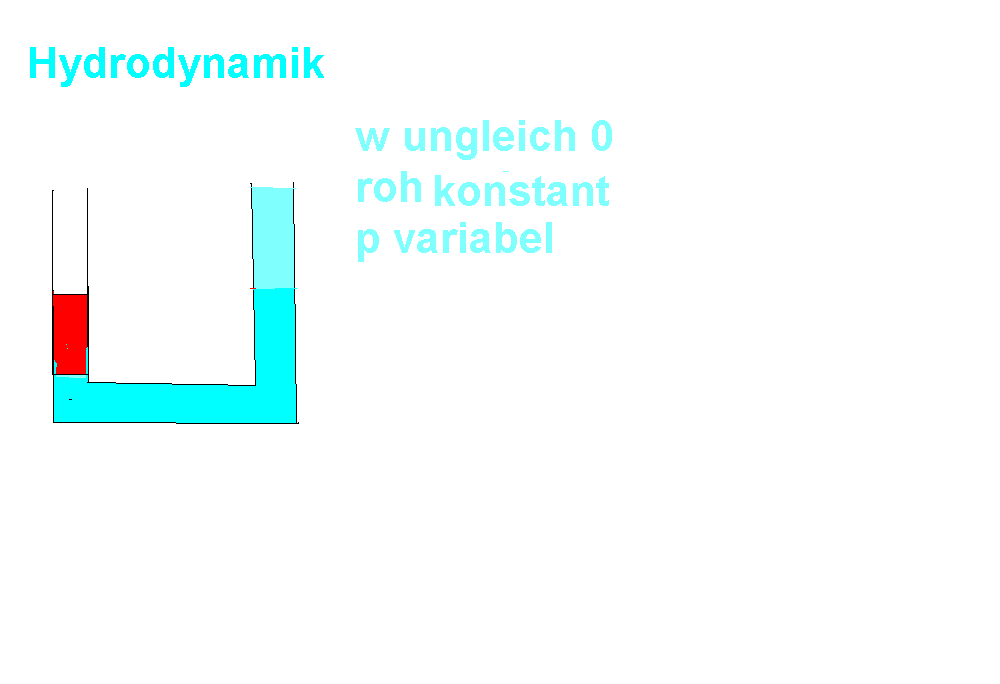 Hydrodynamik
w ungleich 0
roh konstant
p variabel